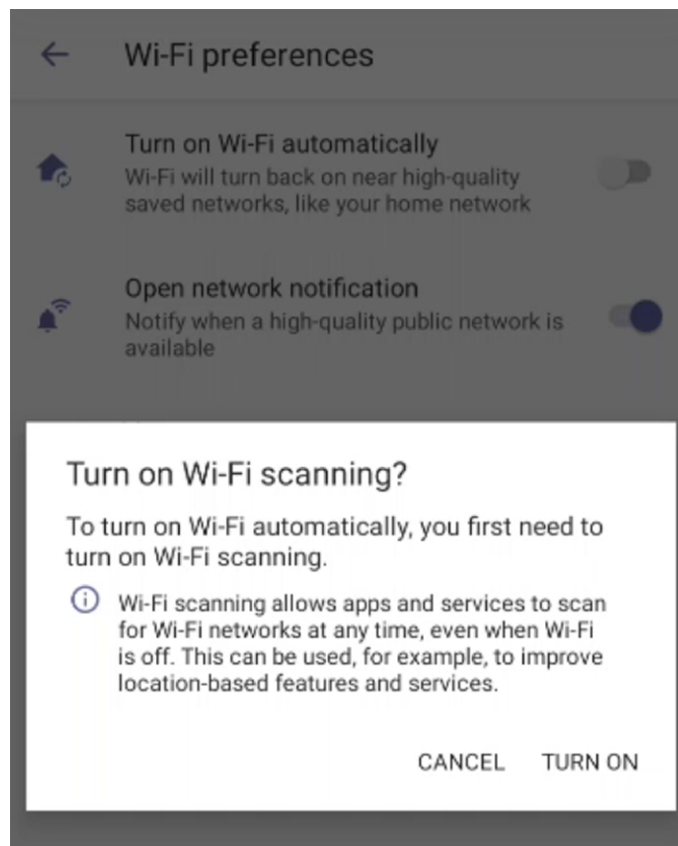 Wi-Fi preferences
Turn on Wi-Fi automatically
Wi-Fi will turn back on near high-quality
saved networks, like your home network
Open network notification
Notify when a high-quality public network is
available
Turn on Wi-Fi scanning?
To turn on Wi-Fi automatically, you first need to
turn on Wi-Fi scanning.
Wi-Fi scanning allows apps and services to scan
for Wi-Fi networks at any time, even when Wi-Fi
is off. This can be used, for example, to improve
location-based features and services.
CANCEL TURN ON